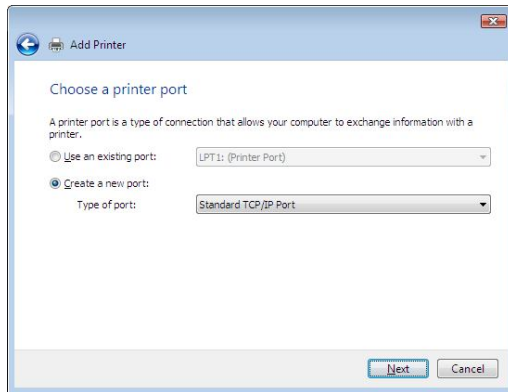 Add Printer
Choose a printer port
A printer port is a type of connection that allows your computer to exchange information with a
printer.
Use an existing port: LPT1: (Printer Port)
Create a new port:
Type of port: Standard TCP/IP Port
Next Cancel